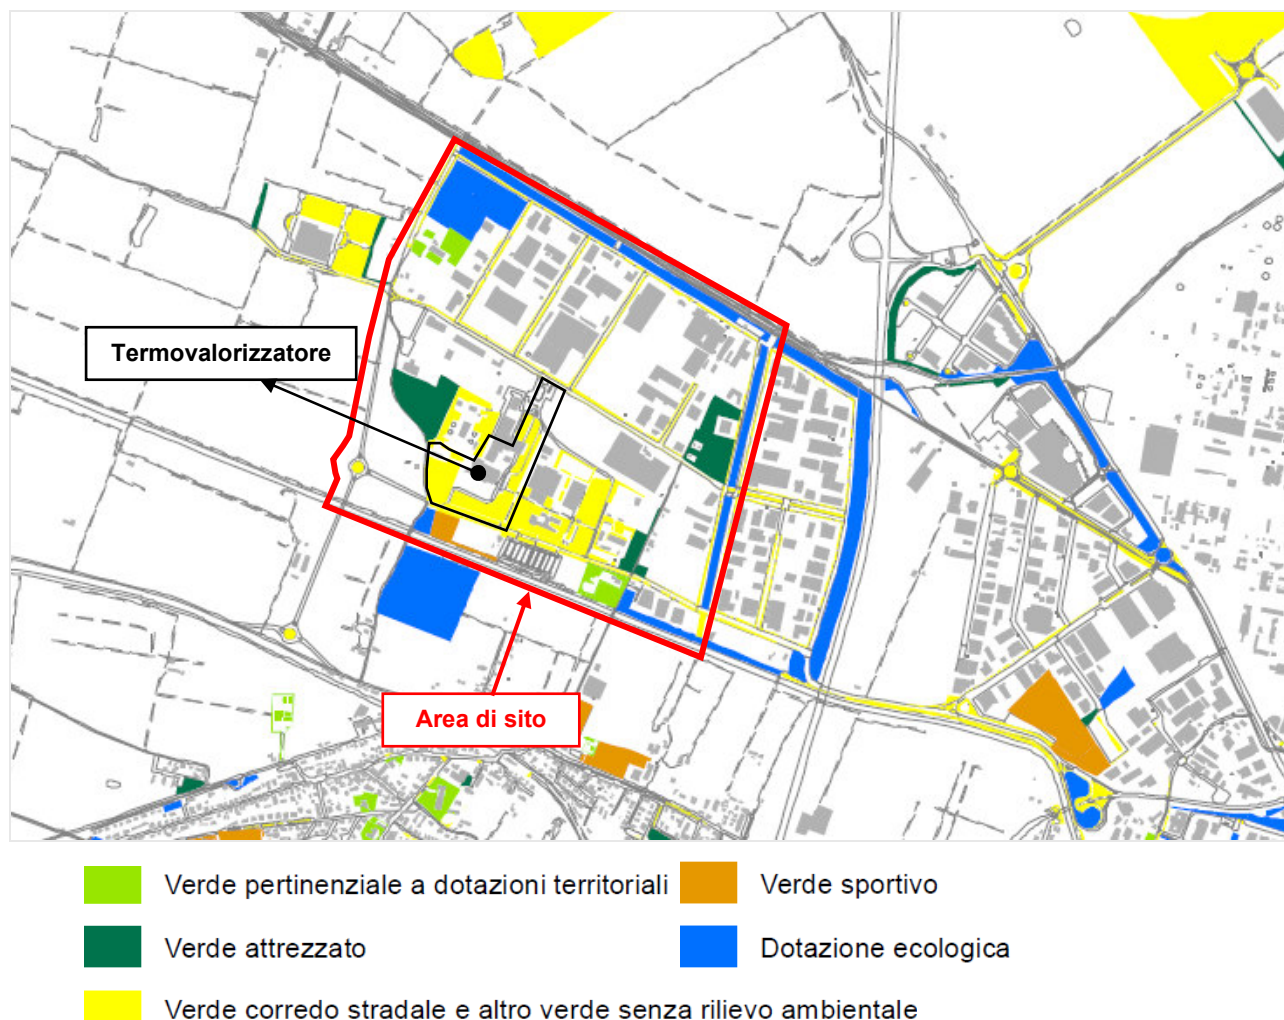 Termovalorizzatore
Area di sito
Verde pertinenziale a dotazioni territoriali
Verde sportivo
Verde attrezzato
Dotazione ecologica
Verde corredo stradale e altro verde senza rilievo ambientale